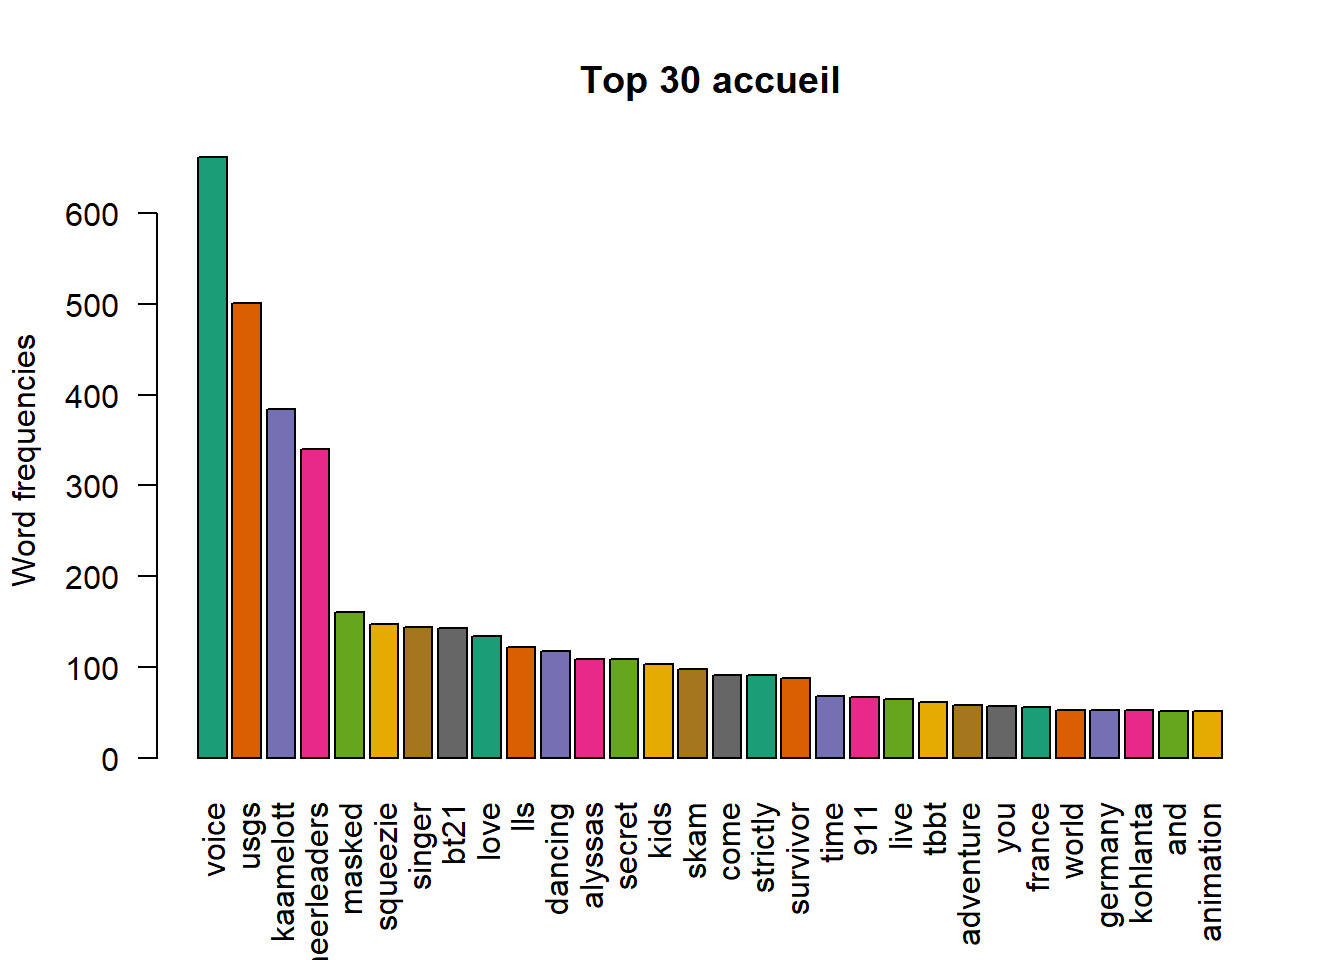 Top 30 accueil
Word frequencies
600
500
400
300
200
100
0
voice
usgs
kaamelott
heerleaders
masked
squeezie
singer
bt21
love
lls
dancing
alyssas
secret
kids
skam
come
strictly
survivor
time
911
live
tbbt
adventure
you
france
world
germany
kohlanta
and
animation